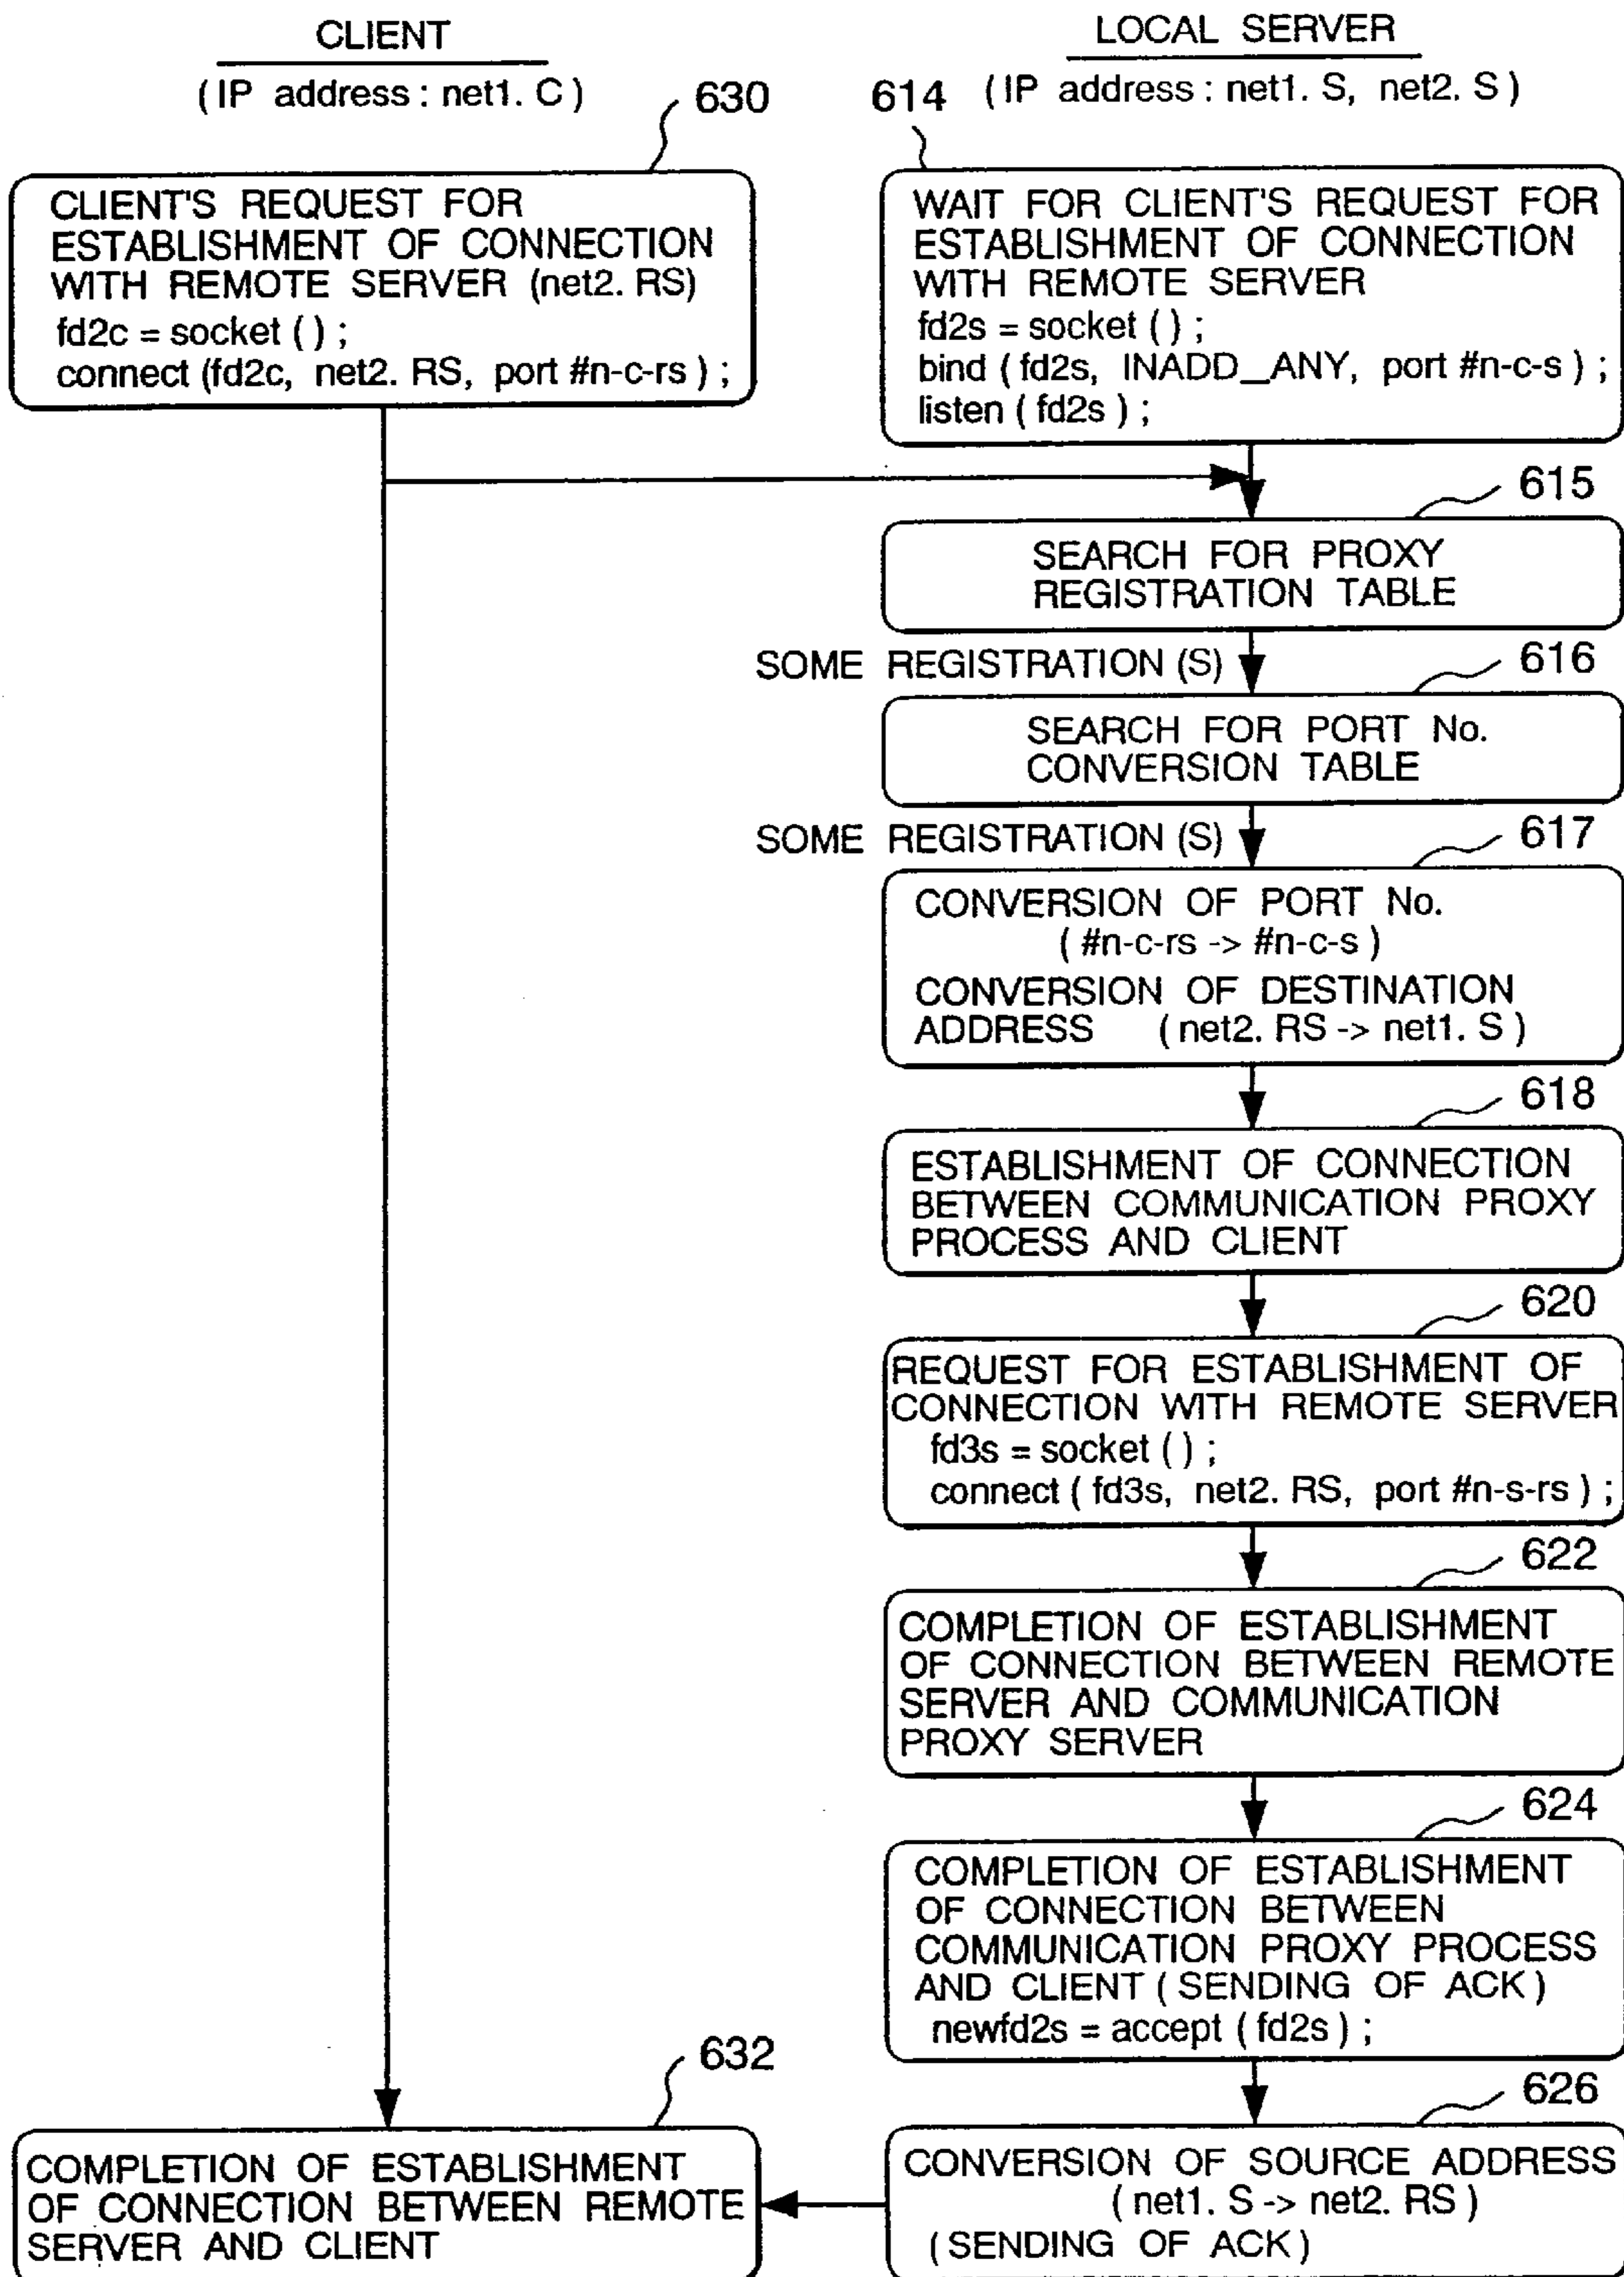 CLIENT
(IP address : net1. C)
630
CLIENT'S REQUEST FOR
ESTABLISHMENT OF CONNECTION
WITH REMOTE SERVER (net2. RS)
fd2c = socket ( ) ;
connect (fd2c, net2. RS, port #n-c-rs ) ;
LOCAL SERVER
614
(IP address : net1. S, net2. S )
WAIT FOR CLIENT'S REQUEST FOR
ESTABLISHMENT OF CONNECTION
WITH REMOTE SERVER
fd2s = socket ( ) ;
bind ( fd2s, INADD_ANY, port #n-c-s ) ;
listen ( fd2s ) ;
615
SEARCH FOR PROXY
REGISTRATION TABLE
SOME REGISTRATION (S)
616
SEARCH FOR PORT No.
CONVERSION TABLE
SOME REGISTRATION (S)
617
CONVERSION OF PORT No.
( #n-c-rs -> #n-c-s )
CONVERSION OF DESTINATION
ADDRESS ( net2. RS -> net1. S )
618
ESTABLISHMENT OF CONNECTION
BETWEEN COMMUNICATION PROXY
PROCESS AND CLIENT
620
REQUEST FOR ESTABLISHMENT OF
CONNECTION WITH REMOTE SERVER
fd3s = socket ( ) ;
connect ( fd3s, net2. RS, port #n-s-rs ) ;
622
COMPLETION OF ESTABLISHMENT
OF CONNECTION BETWEEN REMOTE
SERVER AND COMMUNICATION
PROXY SERVER
624
COMPLETION OF ESTABLISHMENT
OF CONNECTION BETWEEN
COMMUNICATION PROXY PROCESS
AND CLIENT ( SENDING OF ACK )
newfd2s = accept ( fd2s ) ;
626
CONVERSION OF SOURCE ADDRESS
( net1. S -> net2. RS )
( SENDING OF ACK )
632
COMPLETION OF ESTABLISHMENT
OF CONNECTION BETWEEN REMOTE
SERVER AND CLIENT